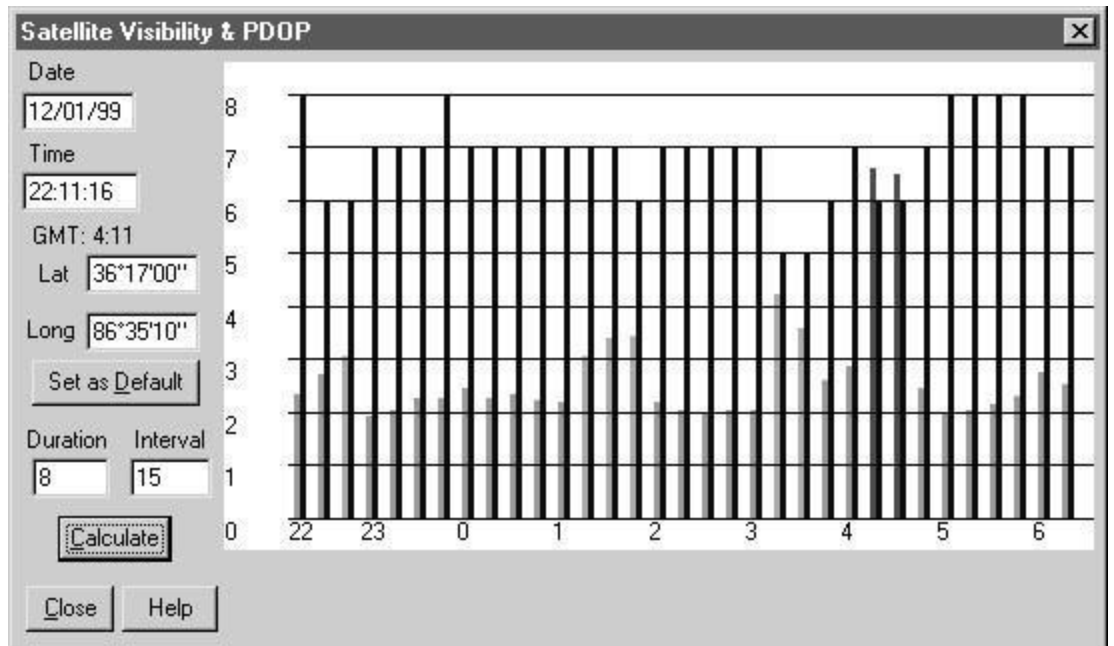 Satellite Visibility & PDOP
Date
12/01/99
Time
22:11:16
GMT: 4:11
Lat 36°17'00''
Long 86°35'10''
Set as Default
Duration Interval
8 15
Calculate
Close Help
8
7
6
5
4
3
2
1
0
22 23 0 1 2 3 4 5 6